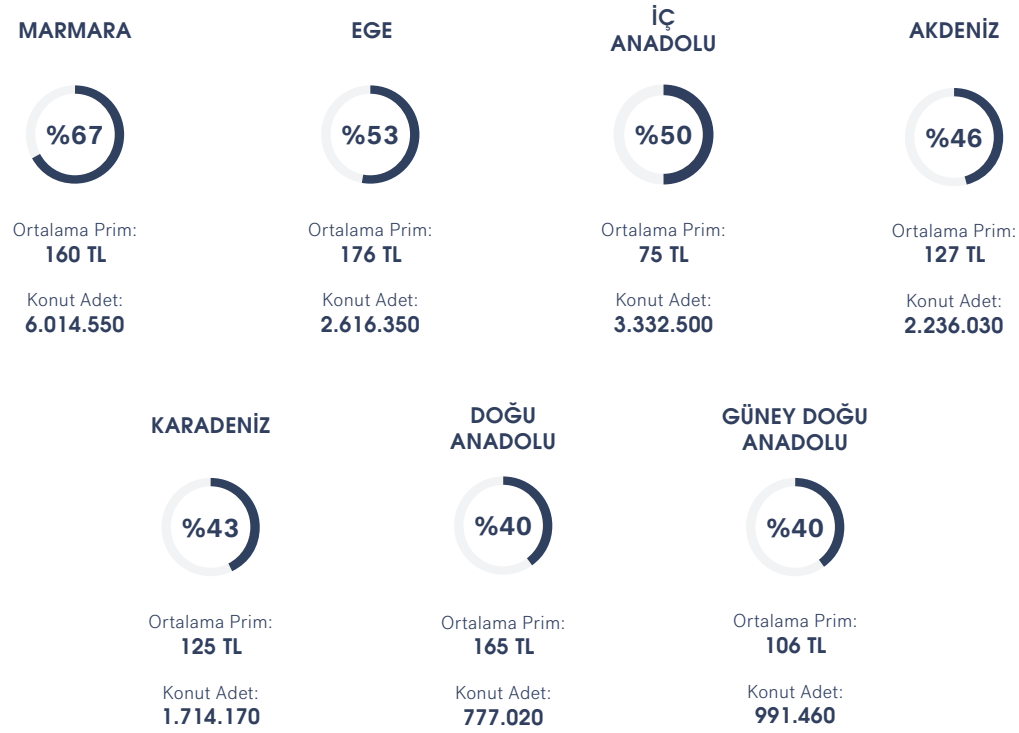 MARMARA
%67
Ortalama Prim:
160 TL
Konut Adet:
6.014.550
EGE
%53
Ortalama Prim:
176 TL
Konut Adet:
2.616.350
İÇ
ANADOLU
%50
Ortalama Prim:
75 TL
Konut Adet:
3.332.500
AKDENİZ
%46
Ortalama Prim:
127 TL
Konut Adet:
2.236.030
KARADENİZ
%43
Ortalama Prim:
125 TL
Konut Adet:
1.714.170
DOĞU
ANADOLU
%40
Ortalama Prim:
165 TL
Konut Adet:
777.020
GÜNEY DOĞU
ANADOLU
%40
Ortalama Prim:
106 TL
Konut Adet:
991.460